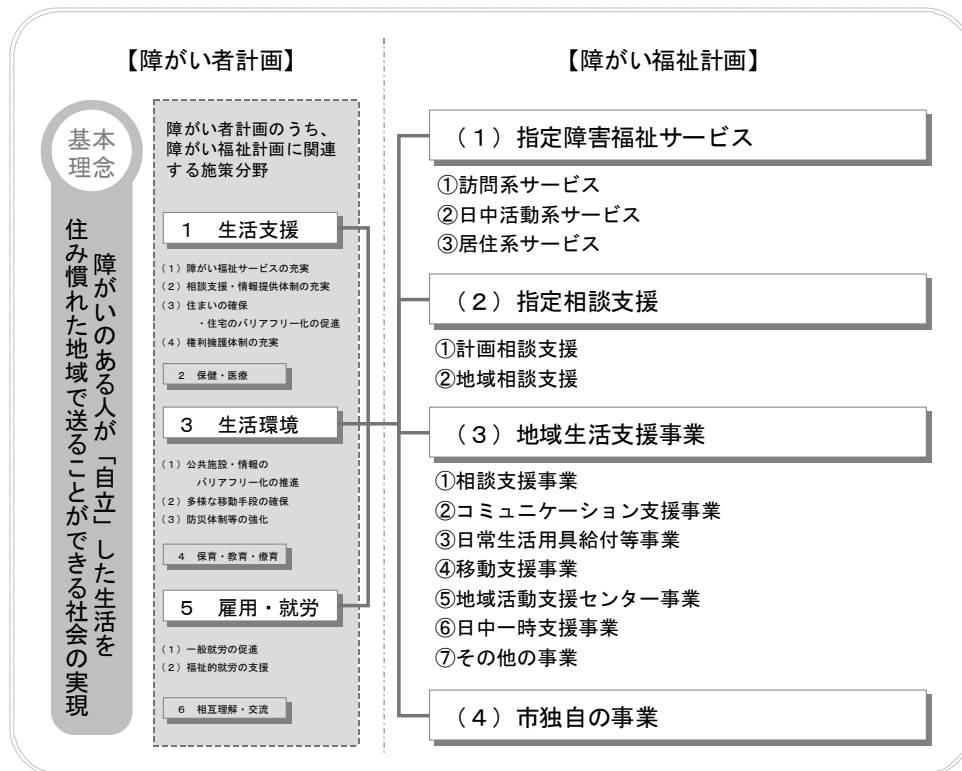 【障がい者計画】
基本
理念
障がいのある人が「自立」した生活を
住み慣れた地域で送ることができる社会の実現
障がい者計画のうち、
障がい福祉計画に関連
する施策分野
1 生活支援
(1)障がい福祉サービスの充実
(2)相談支援・情報提供体制の充実
(3)住まいの確保
・住宅のバリアフリー化の促進
(4)権利擁護体制の充実
2 保健・医療
3 生活環境
(1)公共施設・情報の
バリアフリー化の推進
(2)多様な移動手段の確保
(3)防災体制等の強化
4 保育・教育・療育
5 雇用・就労
(1)一般就労の促進
(2)福祉的就労の支援
6 相互理解・交流
【障がい福祉計画】
(1)指定障害福祉サービス
①訪問系サービス
②日中活動系サービス
③居住系サービス
(2)指定相談支援
①計画相談支援
②地域相談支援
(3)地域生活支援事業
①相談支援事業
②コミュニケーション支援事業
③日常生活用具給付等事業
④移動支援事業
⑤地域活動支援センター事業
⑥日中一時支援事業
⑦その他の事業
(4)市独自の事業